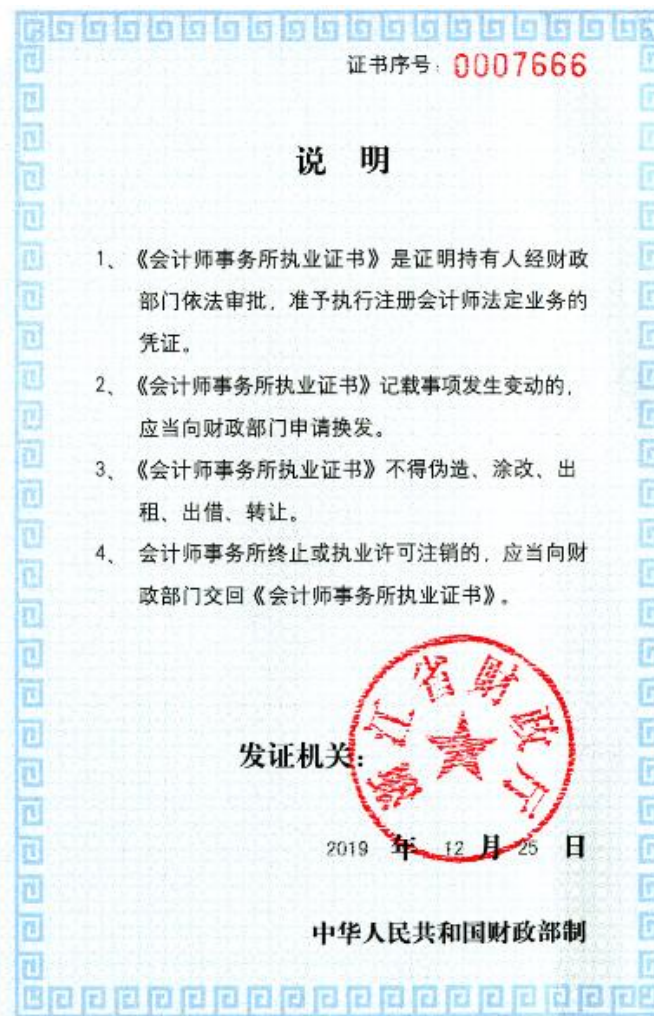 证书序号：0007666
说 明
1、《会计师事务所执业证书》是证明持有人经财政
部门依法审批，准予执行注册会计师法定业务的
凭证。
2、《会计师事务所执业证书》记载事项发生变动的，
应当向财政部门申请换发。
3、《会计师事务所执业证书》不得伪造、涂改、出
租、出借、转让。
4、会计师事务所终止或执业许可注销的，应当向财
政部门交回《会计师事务所执业证书》。
浙江省财政厅
发证机关：
2019 年 12 月 25 日
中华人民共和国财政部制